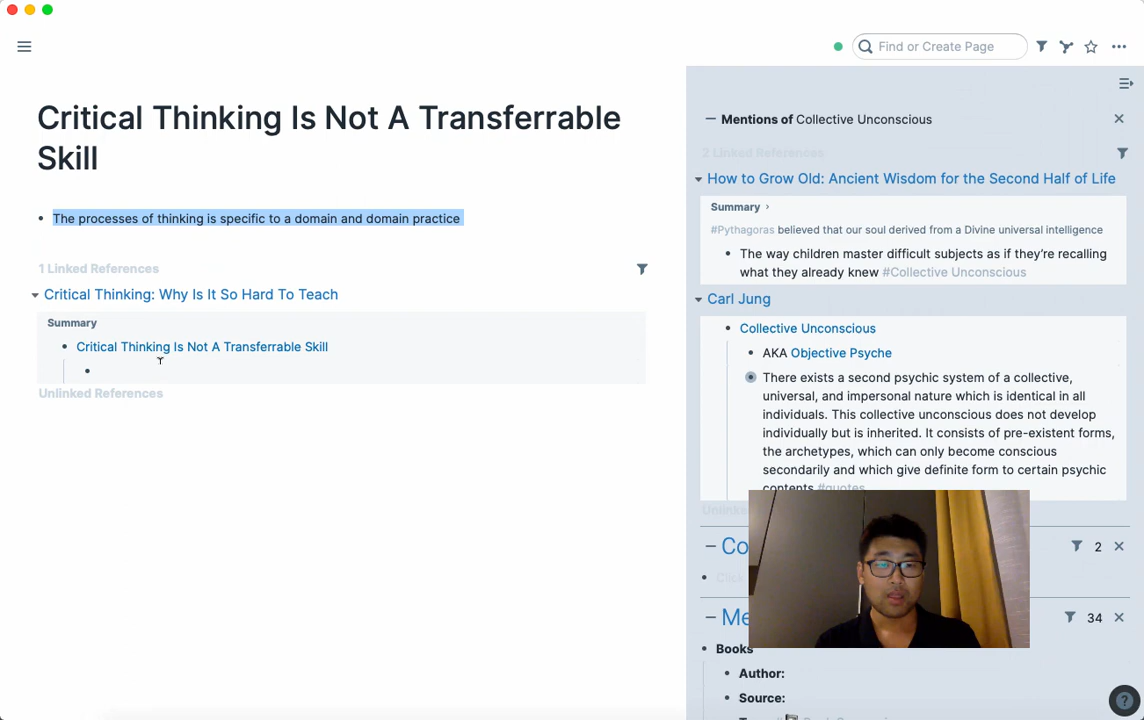 Find or Create Page
Critical Thinking Is Not A Transferrable
Skill
The processes of thinking is specific to a domain and domain practice
1 Linked References
Critical Thinking: Why Is It So Hard To Teach
Summary
Critical Thinking Is Not A Transferrable Skill
Unlinked References
Mentions of Collective Unconscious
2 Linked References
How to Grow Old: Ancient Wisdom for the Second Half of Life
Summary ›
#Pythagoras believed that our soul derived from a Divine universal intelligence
The way children master difficult subjects as if they’re recalling
what they already knew #Collective Unconscious
Carl Jung
Collective Unconscious
AKA Objective Psyche
There exists a second psychic system of a collective,
universal, and impersonal nature which is identical in all
individuals. This collective unconscious does not develop
individually but is inherited. It consists of pre-existent forms,
the archetypes, which can only become conscious
secondarily and which give definite form to certain psychic
contents #quotes
Co
2
Me
34
Books
Author:
Source:
?